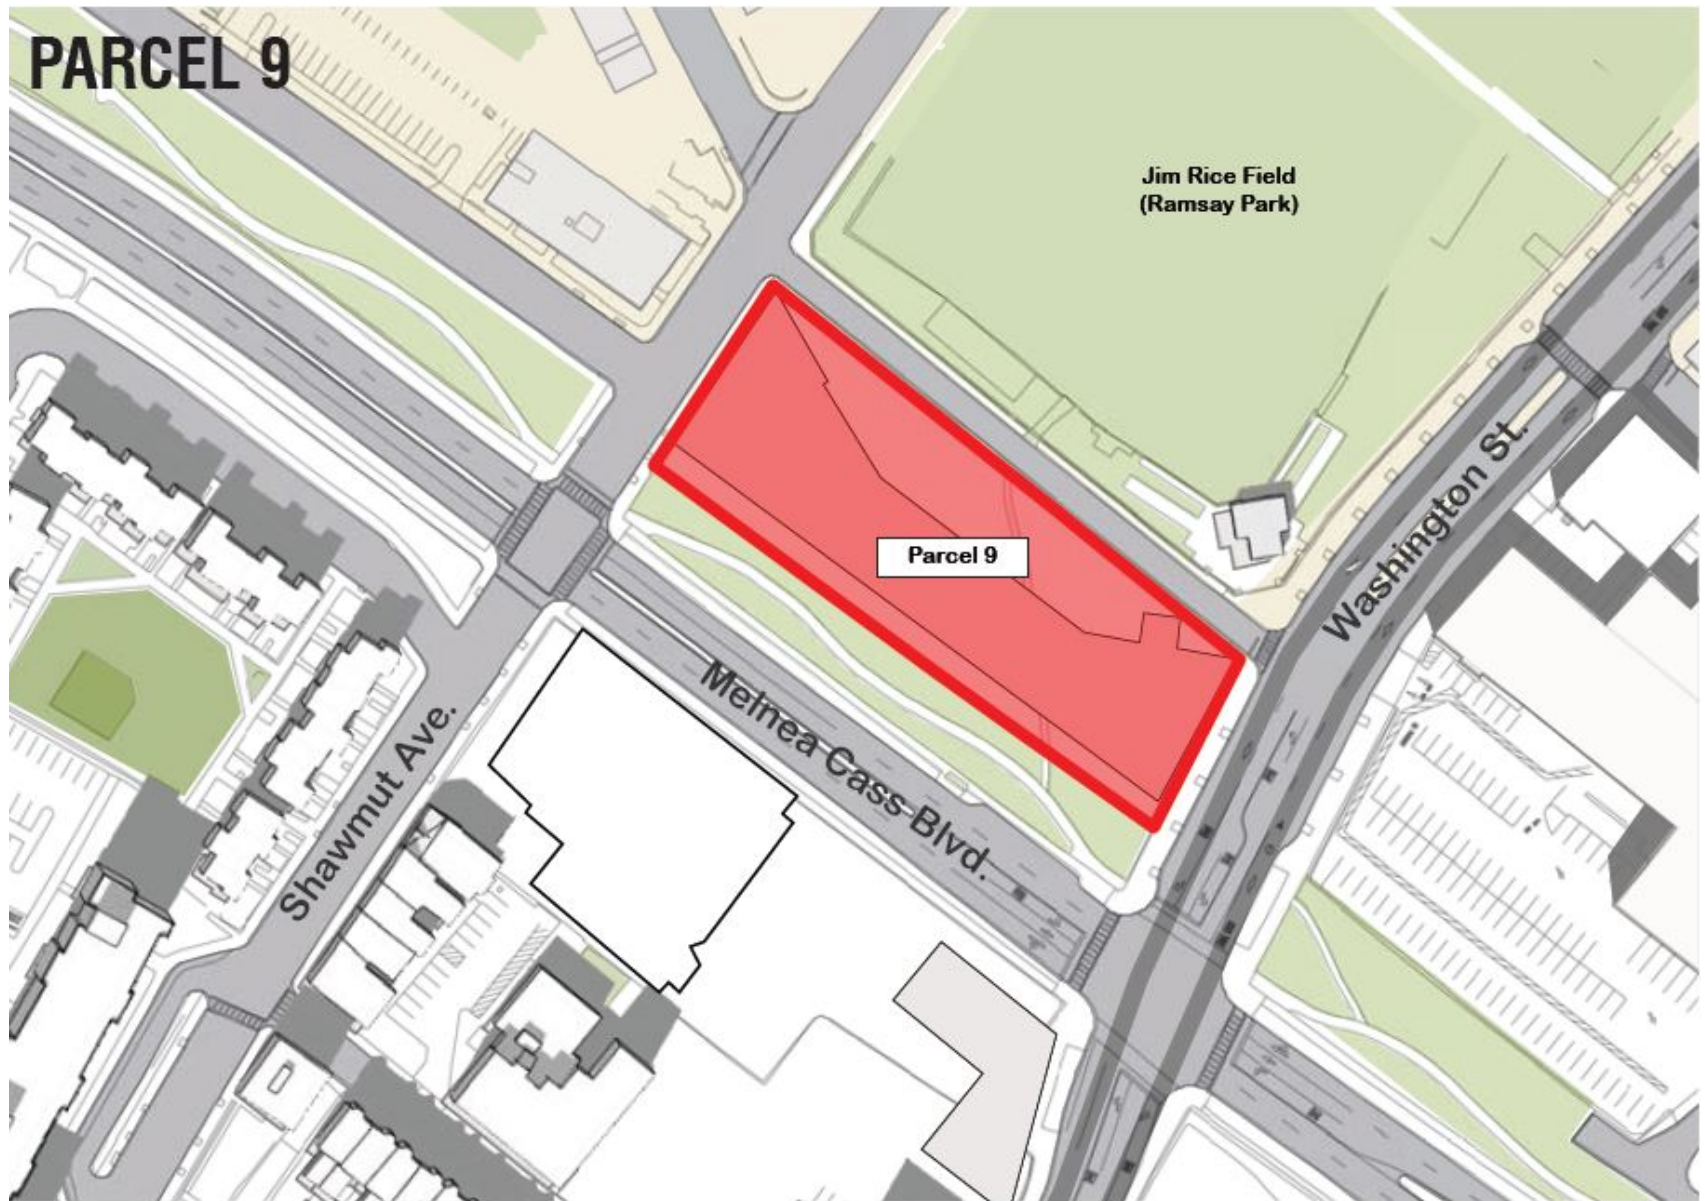 PARCEL 9
Jim Rice Field
(Ramsay Park)
Washington St.
Parcel 9
Melnea Cass Blvd.
Shawmut Ave.